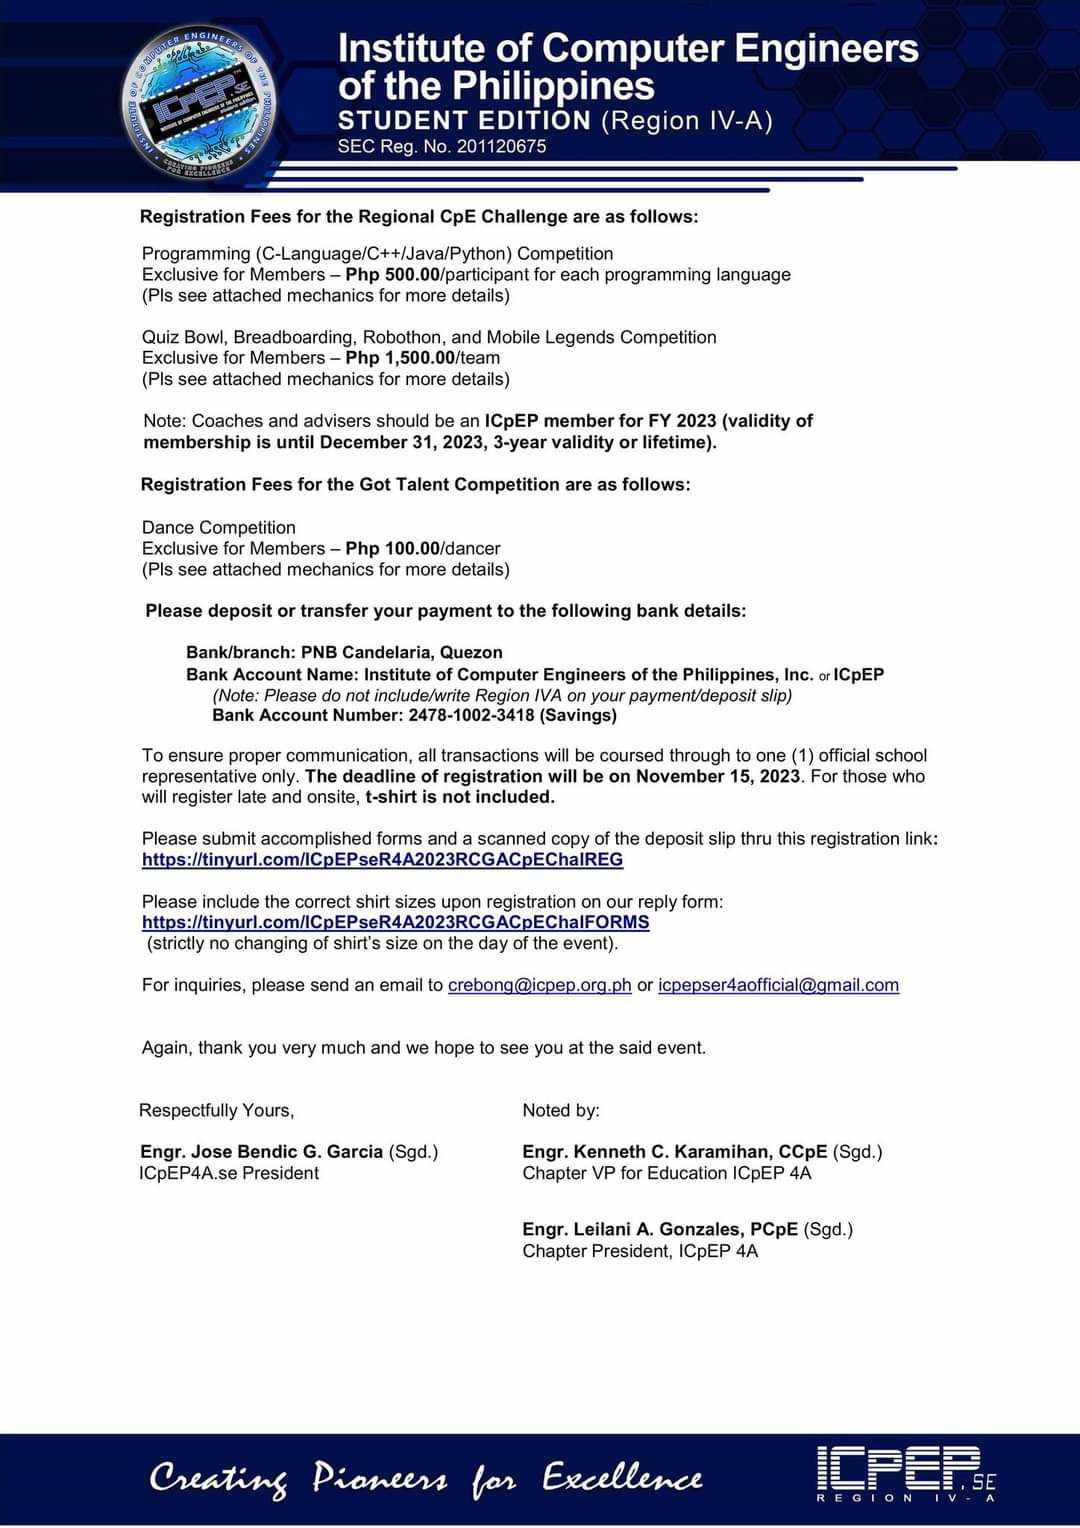 INSTITUTE OF COMPUTER ENGINEERS OF THE PHILIPPINES
ICpEP.SE
INSTITUTE OF COMPUTER ENGINEERS OF THE PHILIPPINES
CREATING PIONEERS
FOR EXCELLENCE
Institute of Computer Engineers
of the Philippines
STUDENT EDITION (Region IV-A)
SEC Reg. No. 201120675
Registration Fees for the Regional CpE Challenge are as follows:
Programming (C-Language/C++/Java/Python) Competition
Exclusive for Members – Php 500.00/participant for each programming language
(Pls see attached mechanics for more details)
Quiz Bowl, Breadboarding, Robothon, and Mobile Legends Competition
Exclusive for Members – Php 1,500.00/team
(Pls see attached mechanics for more details)
Note: Coaches and advisers should be an ICpEP member for FY 2023 (validity of
membership is until December 31, 2023, 3-year validity or lifetime).
Registration Fees for the Got Talent Competition are as follows:
Dance Competition
Exclusive for Members – Php 100.00/dancer
(Pls see attached mechanics for more details)
Please deposit or transfer your payment to the following bank details:
Bank/branch: PNB Candelaria, Quezon
Bank Account Name: Institute of Computer Engineers of the Philippines, Inc. or ICpEP
(Note: Please do not include/write Region IVA on your payment/deposit slip)
Bank Account Number: 2478-1002-3418 (Savings)
To ensure proper communication, all transactions will be coursed through to one (1) official school
representative only. The deadline of registration will be on November 15, 2023. For those who
will register late and onsite, t-shirt is not included.
Please submit accomplished forms and a scanned copy of the deposit slip thru this registration link:
https://tinyurl.com/ICpEPseR4A2023RCGACpEChalREG
Please include the correct shirt sizes upon registration on our reply form:
https://tinyurl.com/ICpEPseR4A2023RCGACpEChalFORMS
(strictly no changing of shirt's size on the day of the event).
For inquiries, please send an email to crebong@icpep.org.ph or icpepser4aofficial@gmail.com
Again, thank you very much and we hope to see you at the said event.
Respectfully Yours,
Engr. Jose Bendic G. Garcia (Sgd.)
ICpEP4A.se President
Noted by:
Engr. Kenneth C. Karamihan, CCpE (Sgd.)
Chapter VP for Education ICpEP 4A
Engr. Leilani A. Gonzales, PCpE (Sgd.)
Chapter President, ICpEP 4A
Creating Pioneers for Excellence
ICpEP.SE
REGION IV-A